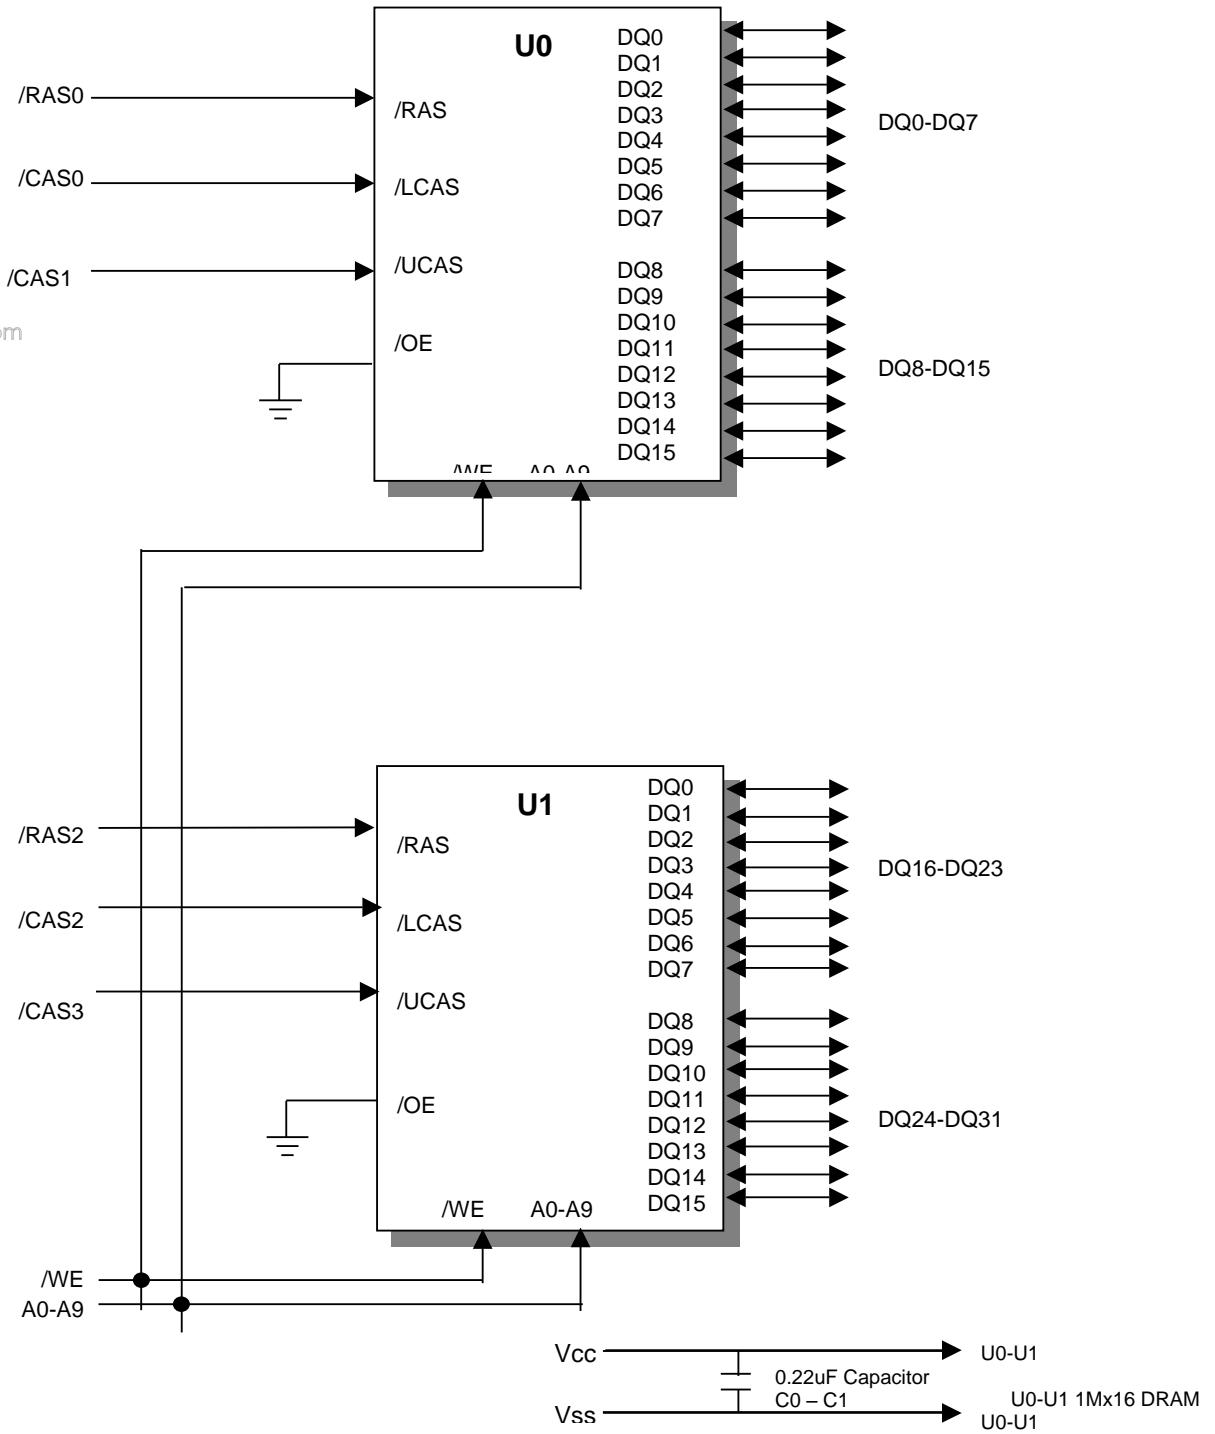 U0
DQ0
DQ1
DQ2
DQ3
DQ4
DQ5
DQ6
DQ7
DQ0-DQ7
/RAS0
/RAS
/CAS0
/LCAS
/CAS1
/UCAS
om
/OE
DQ8
DQ9
DQ10
DQ11
DQ12
DQ13
DQ14
DQ15
DQ8-DQ15
/WE A0-A9
U1
DQ0
DQ1
DQ2
DQ3
DQ4
DQ5
DQ6
DQ7
DQ16-DQ23
/RAS2
/RAS
/CAS2
/LCAS
/CAS3
/UCAS
/OE
DQ8
DQ9
DQ10
DQ11
DQ12
DQ13
DQ14
DQ15
DQ24-DQ31
/WE A0-A9
/WE
A0-A9
Vcc
U0-U1
0.22uF Capacitor
C0 – C1
U0-U1 1Mx16 DRAM
Vss
U0-U1